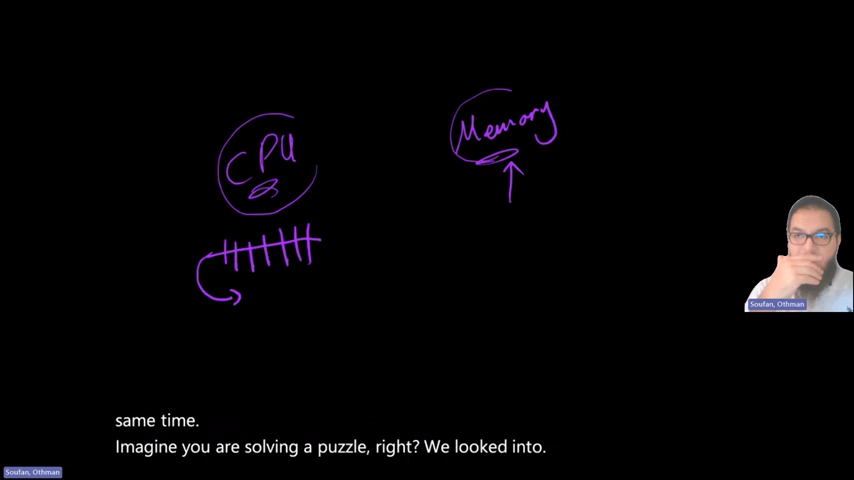 CPU
Memory
Soufan, Othman
same time.
Imagine you are solving a puzzle, right? We looked into.
Soufan, Othman